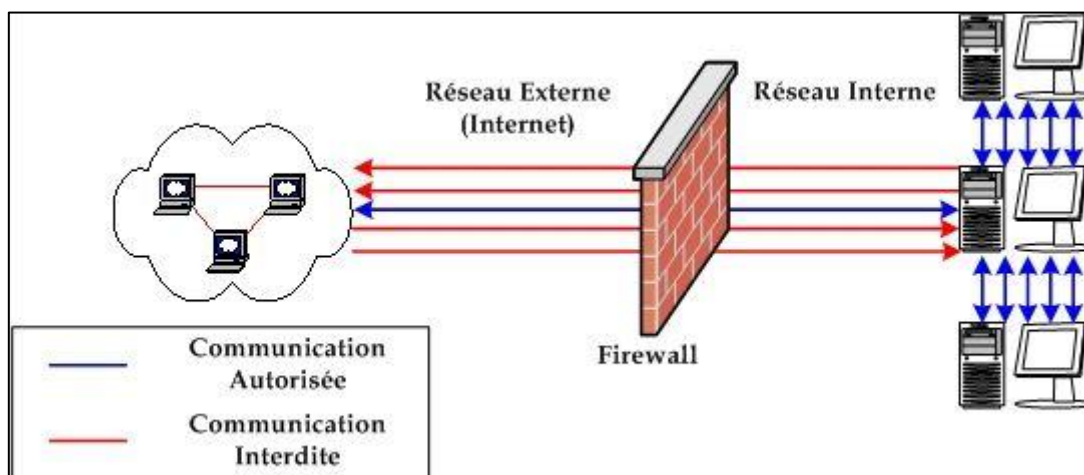 Réseau Externe
(Internet)
Réseau Interne
Firewall
Communication
Autorisée
Communication
Interdite